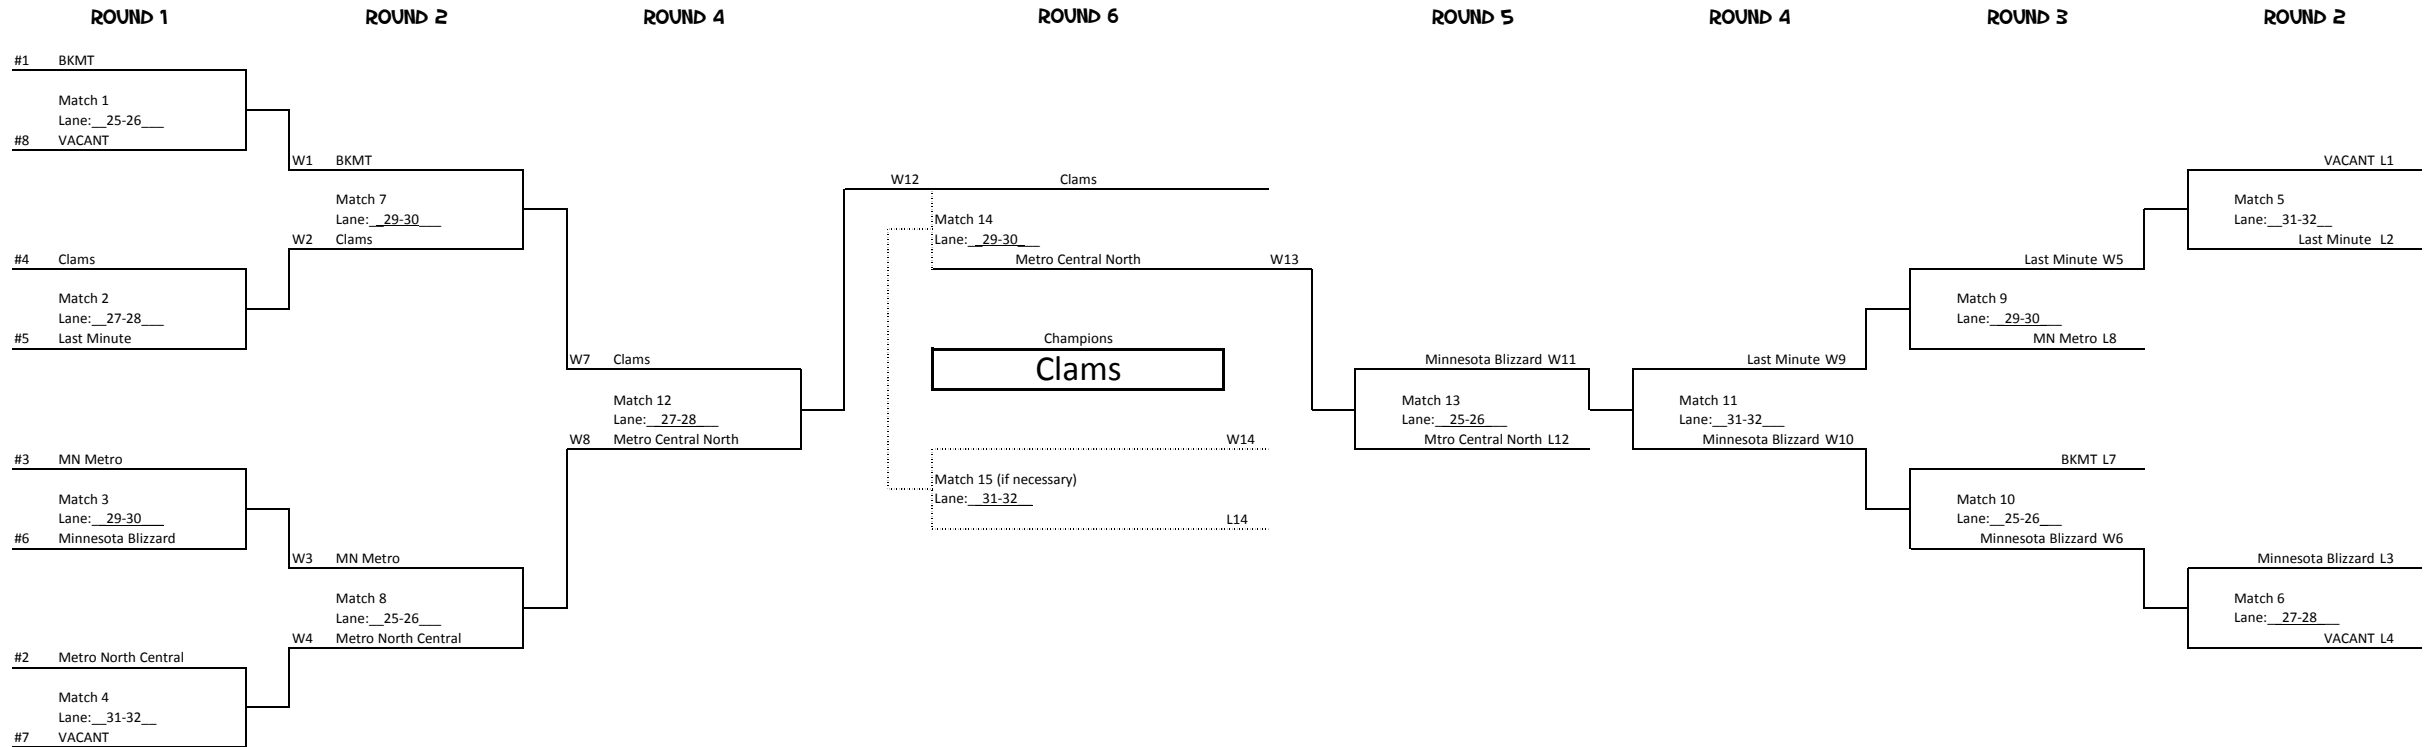 ROUND 1 ROUND 2 ROUND 4 ROUND 6 ROUND 5 ROUND 4 ROUND 3 ROUND 2
#1 BKMT
Match 1
Lane:__25-26___
#8 VACANT
#4 Clams
Match 2
Lane:__27-28___
#5 Last Minute
#3 MN Metro
Match 3
Lane:__29-30___
#6 Minnesota Blizzard
#2 Metro North Central
Match 4
Lane:__31-32__
#7 VACANT
W1 BKMT
Match 7
Lane:__29-30___
W2 Clams
W3 MN Metro
Match 8
Lane:__25-26___
W4 Metro North Central
W7 Clams
Match 12
Lane:__27-28___
W8 Metro Central North
W12 Clams
Match 14
Lane:__29-30____
Metro Central North W13
Champions
Clams
W14
Match 15 (if necessary)
Lane:__31-32__
L14
Minnesota Blizzard W11
Match 13
Lane:__25-26___
Mtro Central North L12
Last Minute W9
Match 11
Lane:__31-32___
Minnesota Blizzard W10
Last Minute W5
Match 9
Lane:__29-30___
MN Metro L8
BKMT L7
Match 10
Lane:__25-26___
Minnesota Blizzard W6
VACANT L1
Match 5
Lane:__31-32__
Last Minute L2
Minnesota Blizzard L3
Match 6
Lane:__27-28___
VACANT L4